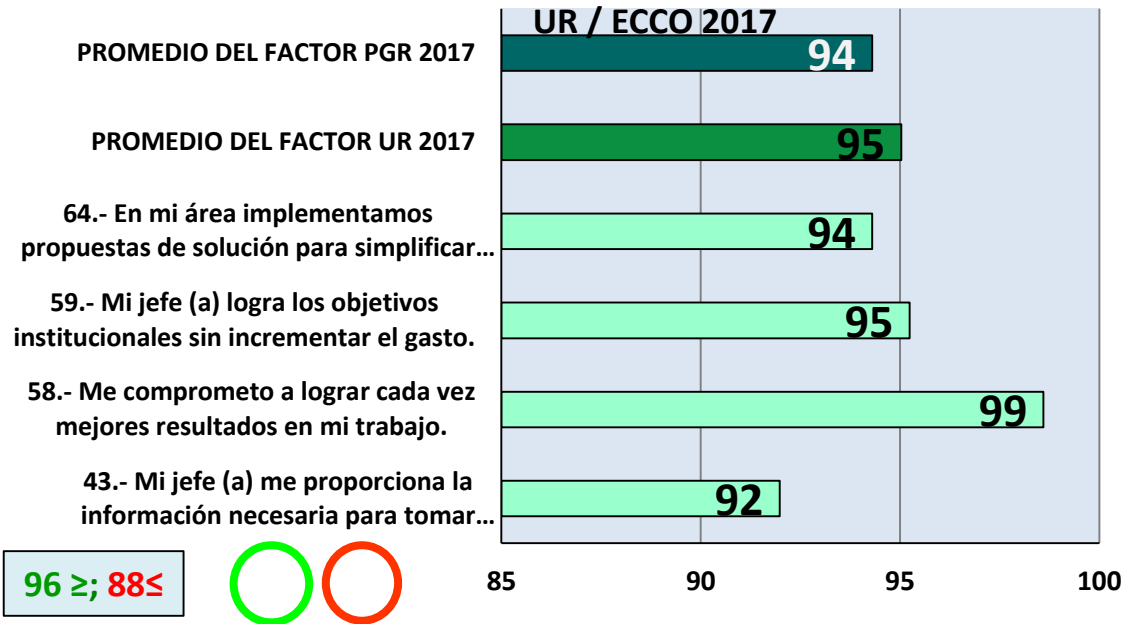 UR / ECCO 2017
PROMEDIO DEL FACTOR PGR 2017
94
PROMEDIO DEL FACTOR UR 2017
95
64.- En mi área implementamos
propuestas de solución para simplificar…
94
59.- Mi jefe (a) logra los objetivos
institucionales sin incrementar el gasto.
95
58.- Me comprometo a lograr cada vez
mejores resultados en mi trabajo.
99
43.- Mi jefe (a) me proporciona la
información necesaria para tomar…
92
85 90 95 100
96 ≥; 88≤